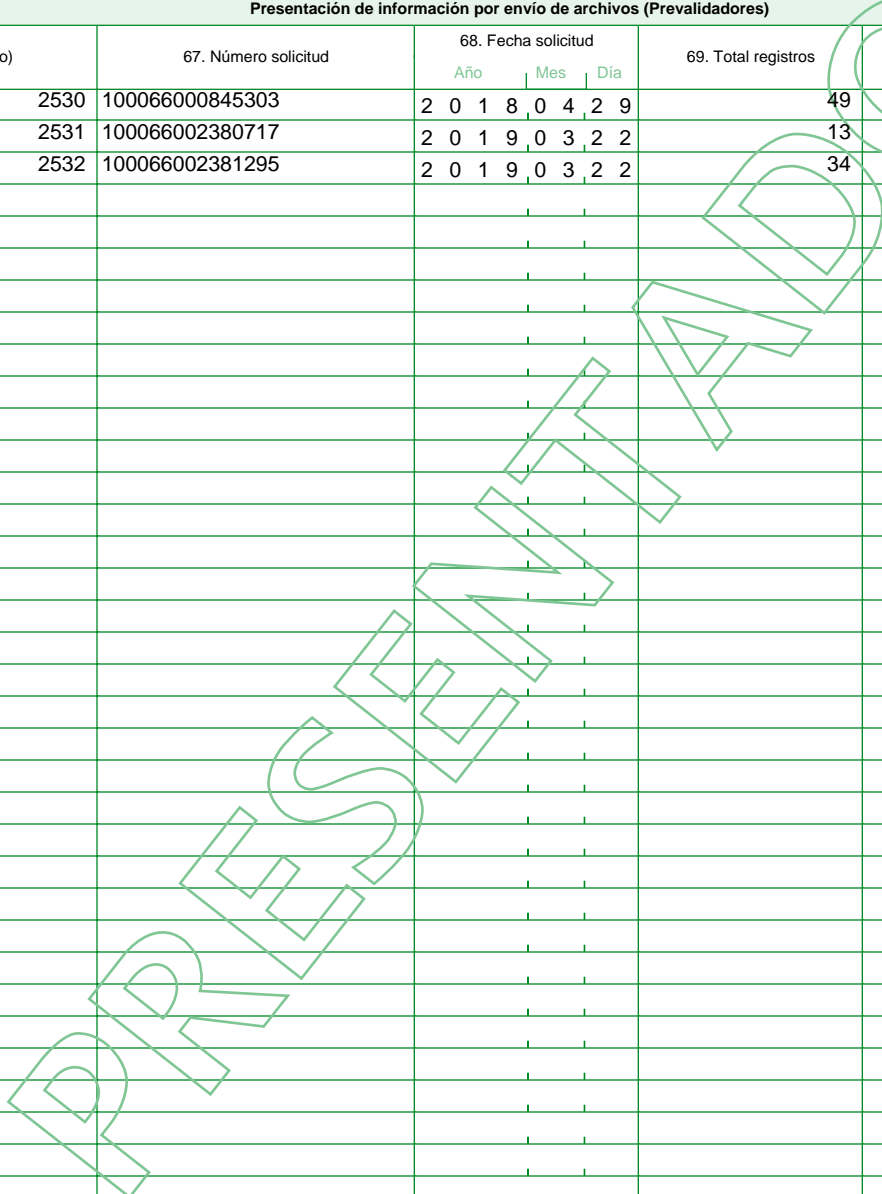 Presentación de información por envío de archivos (Prevalidadores)
o) 67. Número solicitud 68. Fecha solicitud 69. Total registros
Año Mes Día
2530 100066000845303 2 0 1 8 0 4 2 9 49
2531 100066002380717 2 0 1 9 0 3 2 2 13
2532 100066002381295 2 0 1 9 0 3 2 2 34
PRESENTADO